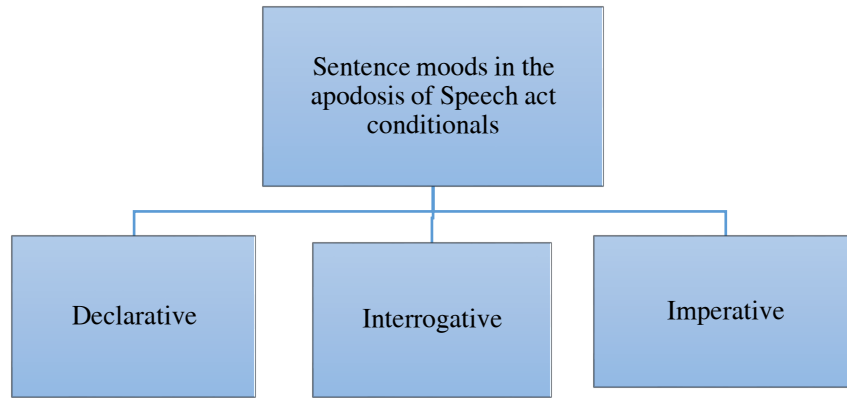 Sentence moods in the
apodosis of Speech act
conditionals
Declarative
Interrogative
Imperative